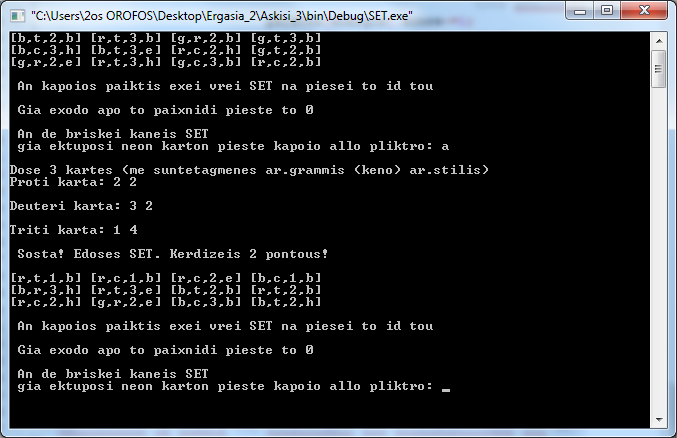 "C:\Users\2os OROFOS\Desktop\Ergasia_2\Askisi_3\bin\Debug\SET.exe"
[b,t,2,b] [r,t,3,b] [g,r,2,b] [g,t,3,b]
[b,c,3,h] [b,t,3,e] [r,c,2,h] [g,t,2,h]
[g,r,2,e] [r,t,3,h] [g,c,3,b] [r,c,2,b]
An kapoios paiktis exei vrei SET na piesei to id tou
Gia exodo apo to paixnidi pieste to 0
An de briskei kaneis SET
gia ektuposi neon karton pieste kapoio allo pliktro: a
Dose 3 kartes (me suntetagmenes ar.grammis (keno) ar.stilis)
Proti karta: 2 2
Deuteri karta: 3 2
Triti karta: 1 4
Sosta! Edoses SET. Kerdizeis 2 pontous!
[r,t,1,b] [r,c,1,b] [r,c,2,e] [b,c,1,b]
[b,r,3,h] [r,t,3,e] [b,r,2,b] [r,t,2,b]
[r,c,2,h] [g,r,2,e] [b,c,3,b] [b,t,2,h]
An kapoios paiktis exei vrei SET na piesei to id tou
Gia exodo apo to paixnidi pieste to 0
An de briskei kaneis SET
gia ektuposi neon karton pieste kapoio allo pliktro: _